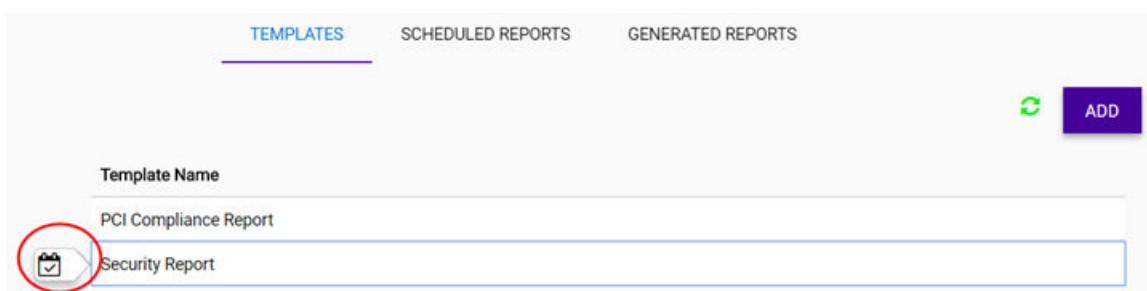 TEMPLATES SCHEDULED REPORTS GENERATED REPORTS
ADD
Template Name
PCI Compliance Report
Security Report